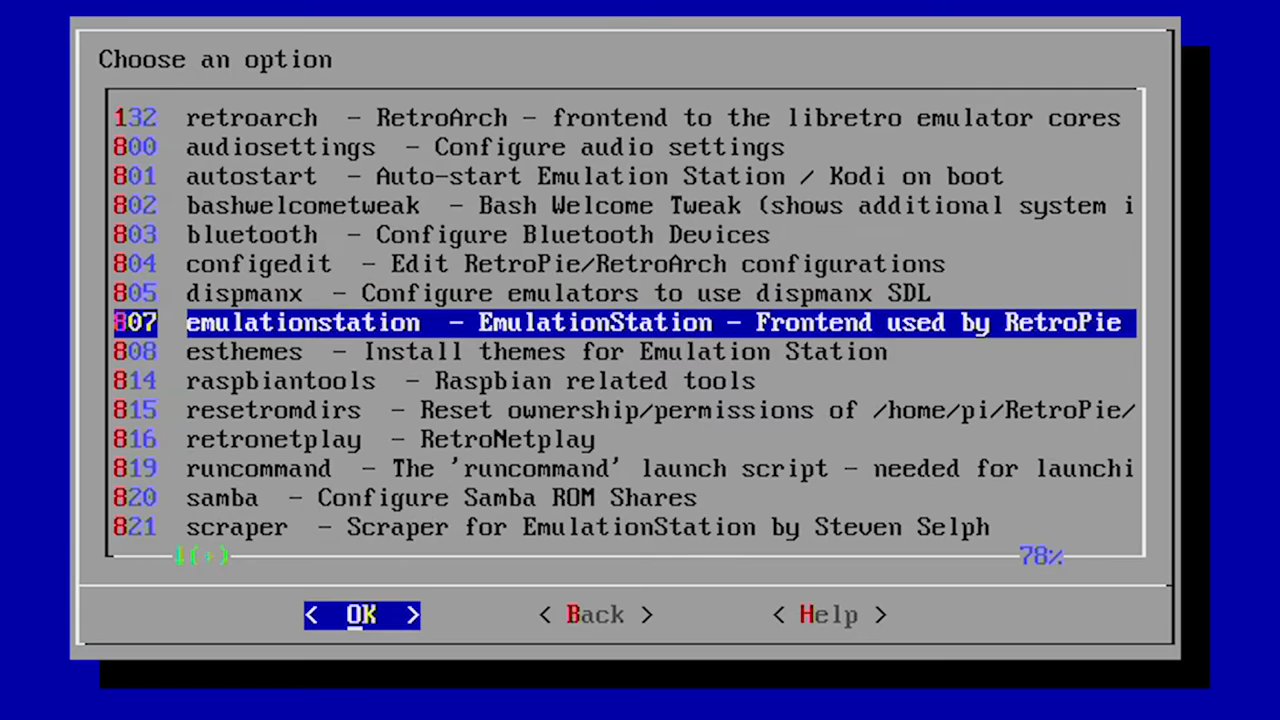 Choose an option
132 retroarch - RetroArch - frontend to the libretro emulator cores
800 audiosettings - Configure audio settings
801 autostart - Auto-start Emulation Station / Kodi on boot
802 bashwelcometweak - Bash Welcome Tweak (shows additional system i
803 bluetooth - Configure Bluetooth Devices
804 configedit - Edit RetroPie/RetroArch configurations
805 dispmanx - Configure emulators to use dispmanx SDL
807 emulationstation - EmulationStation - Frontend used by RetroPie
808 esthemes - Install themes for Emulation Station
814 raspbiantools - Raspbian related tools
815 resetromdirs - Reset ownership/permissions of /home/pi/RetroPie/
816 retronetplay - RetroNetplay
819 runcommand - The 'runcommand' launch script - needed for launchi
820 samba - Configure Samba ROM Shares
821 scraper - Scraper for EmulationStation by Steven Selph
↓(+) 78%
< OK > < Back > < Help >